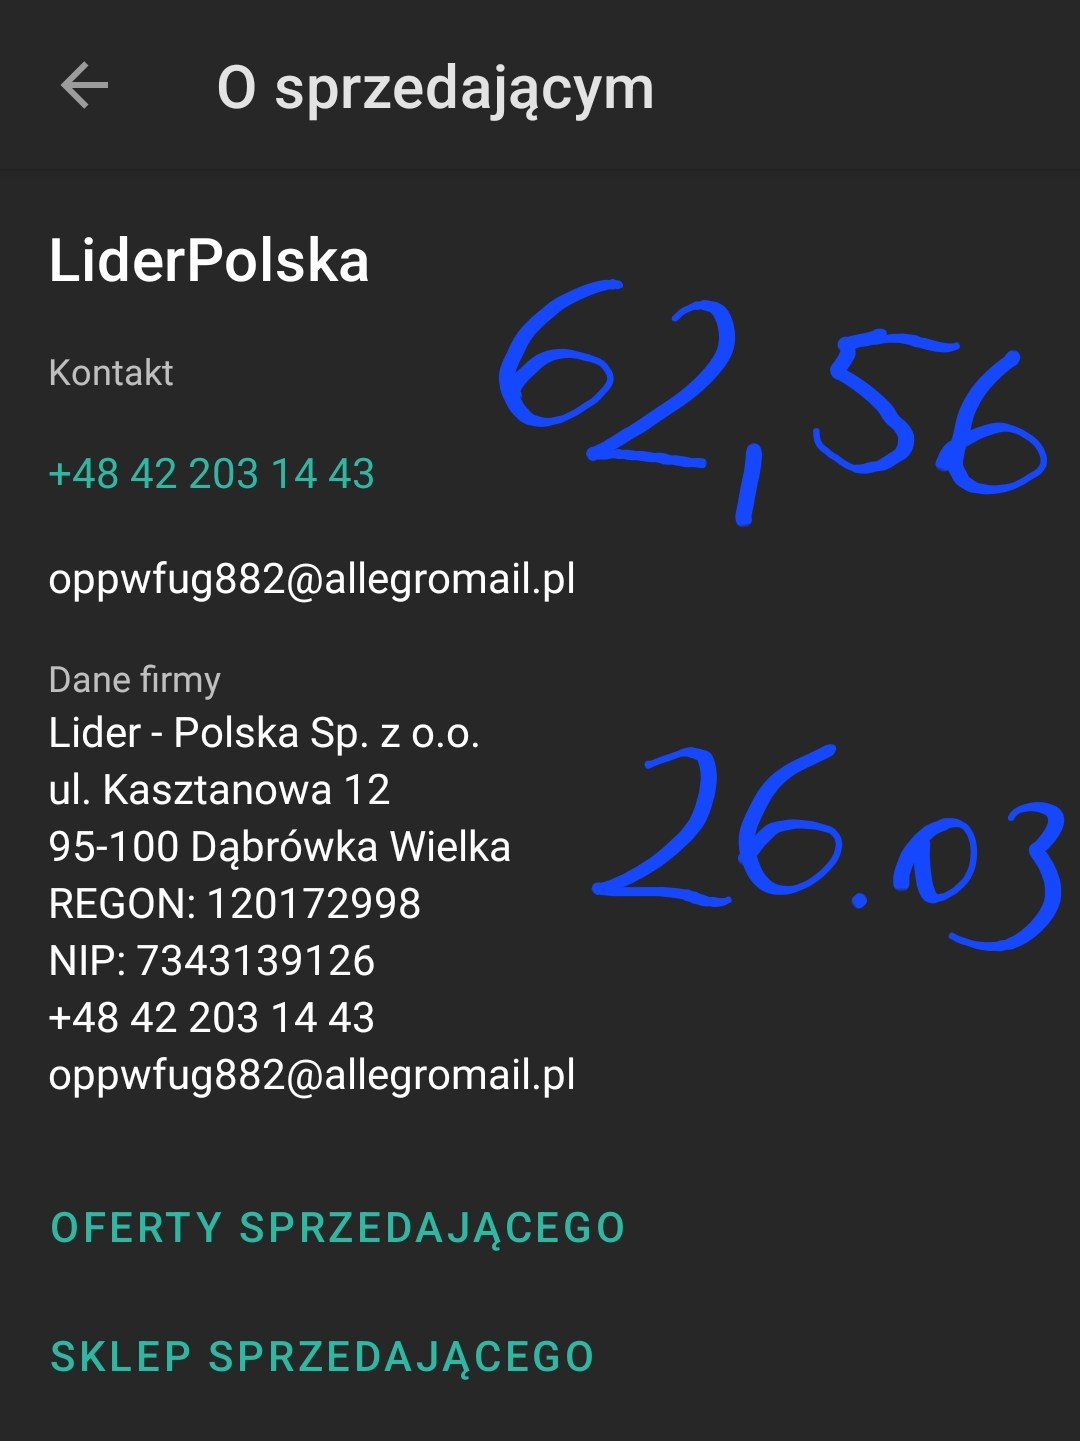 O sprzedającym
LiderPolska
62,56
Kontakt
+48 42 203 14 43
oppwfug882@allegromail.pl
Dane firmy
Lider - Polska Sp. z o.o.
ul. Kasztanowa 12
95-100 Dąbrówka Wielka
26.03
REGON: 120172998
NIP: 7343139126
+48 42 203 14 43
oppwfug882@allegromail.pl
OFERTY SPRZEDAJĄCEGO
SKLEP SPRZEDAJĄCEGO